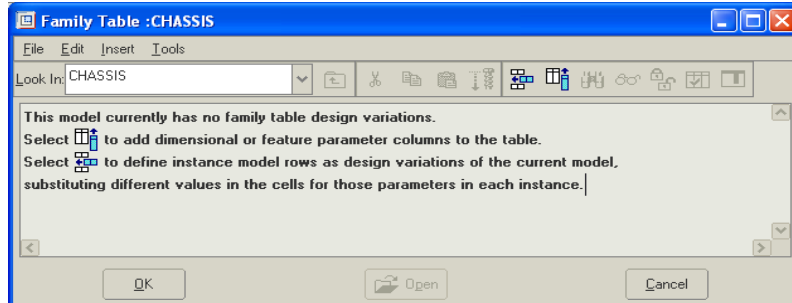 Family Table :CHASSIS
File Edit Insert Tools
Look In: CHASSIS
This model currently has no family table design variations.
Select to add dimensional or feature parameter columns to the table.
Select to define instance model rows as design variations of the current model,
substituting different values in the cells for those parameters in each instance.
OK Open Cancel